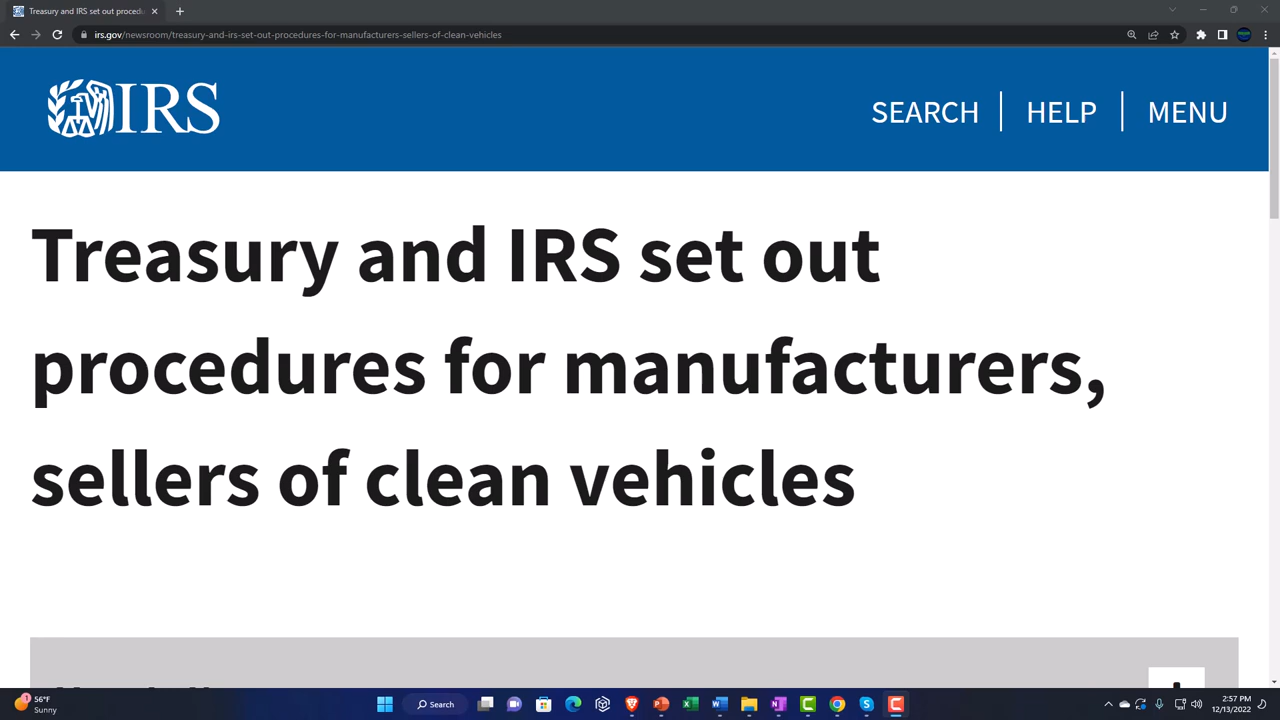 Treasury and IRS set out procedu
irs.gov/newsroom/treasury-and-irs-set-out-procedures-for-manufacturers-sellers-of-clean-vehicles
IRS
SEARCH
HELP
MENU
Treasury and IRS set out
procedures for manufacturers,
sellers of clean vehicles
1
56°F
Sunny
Search
2:57 PM
12/13/2022